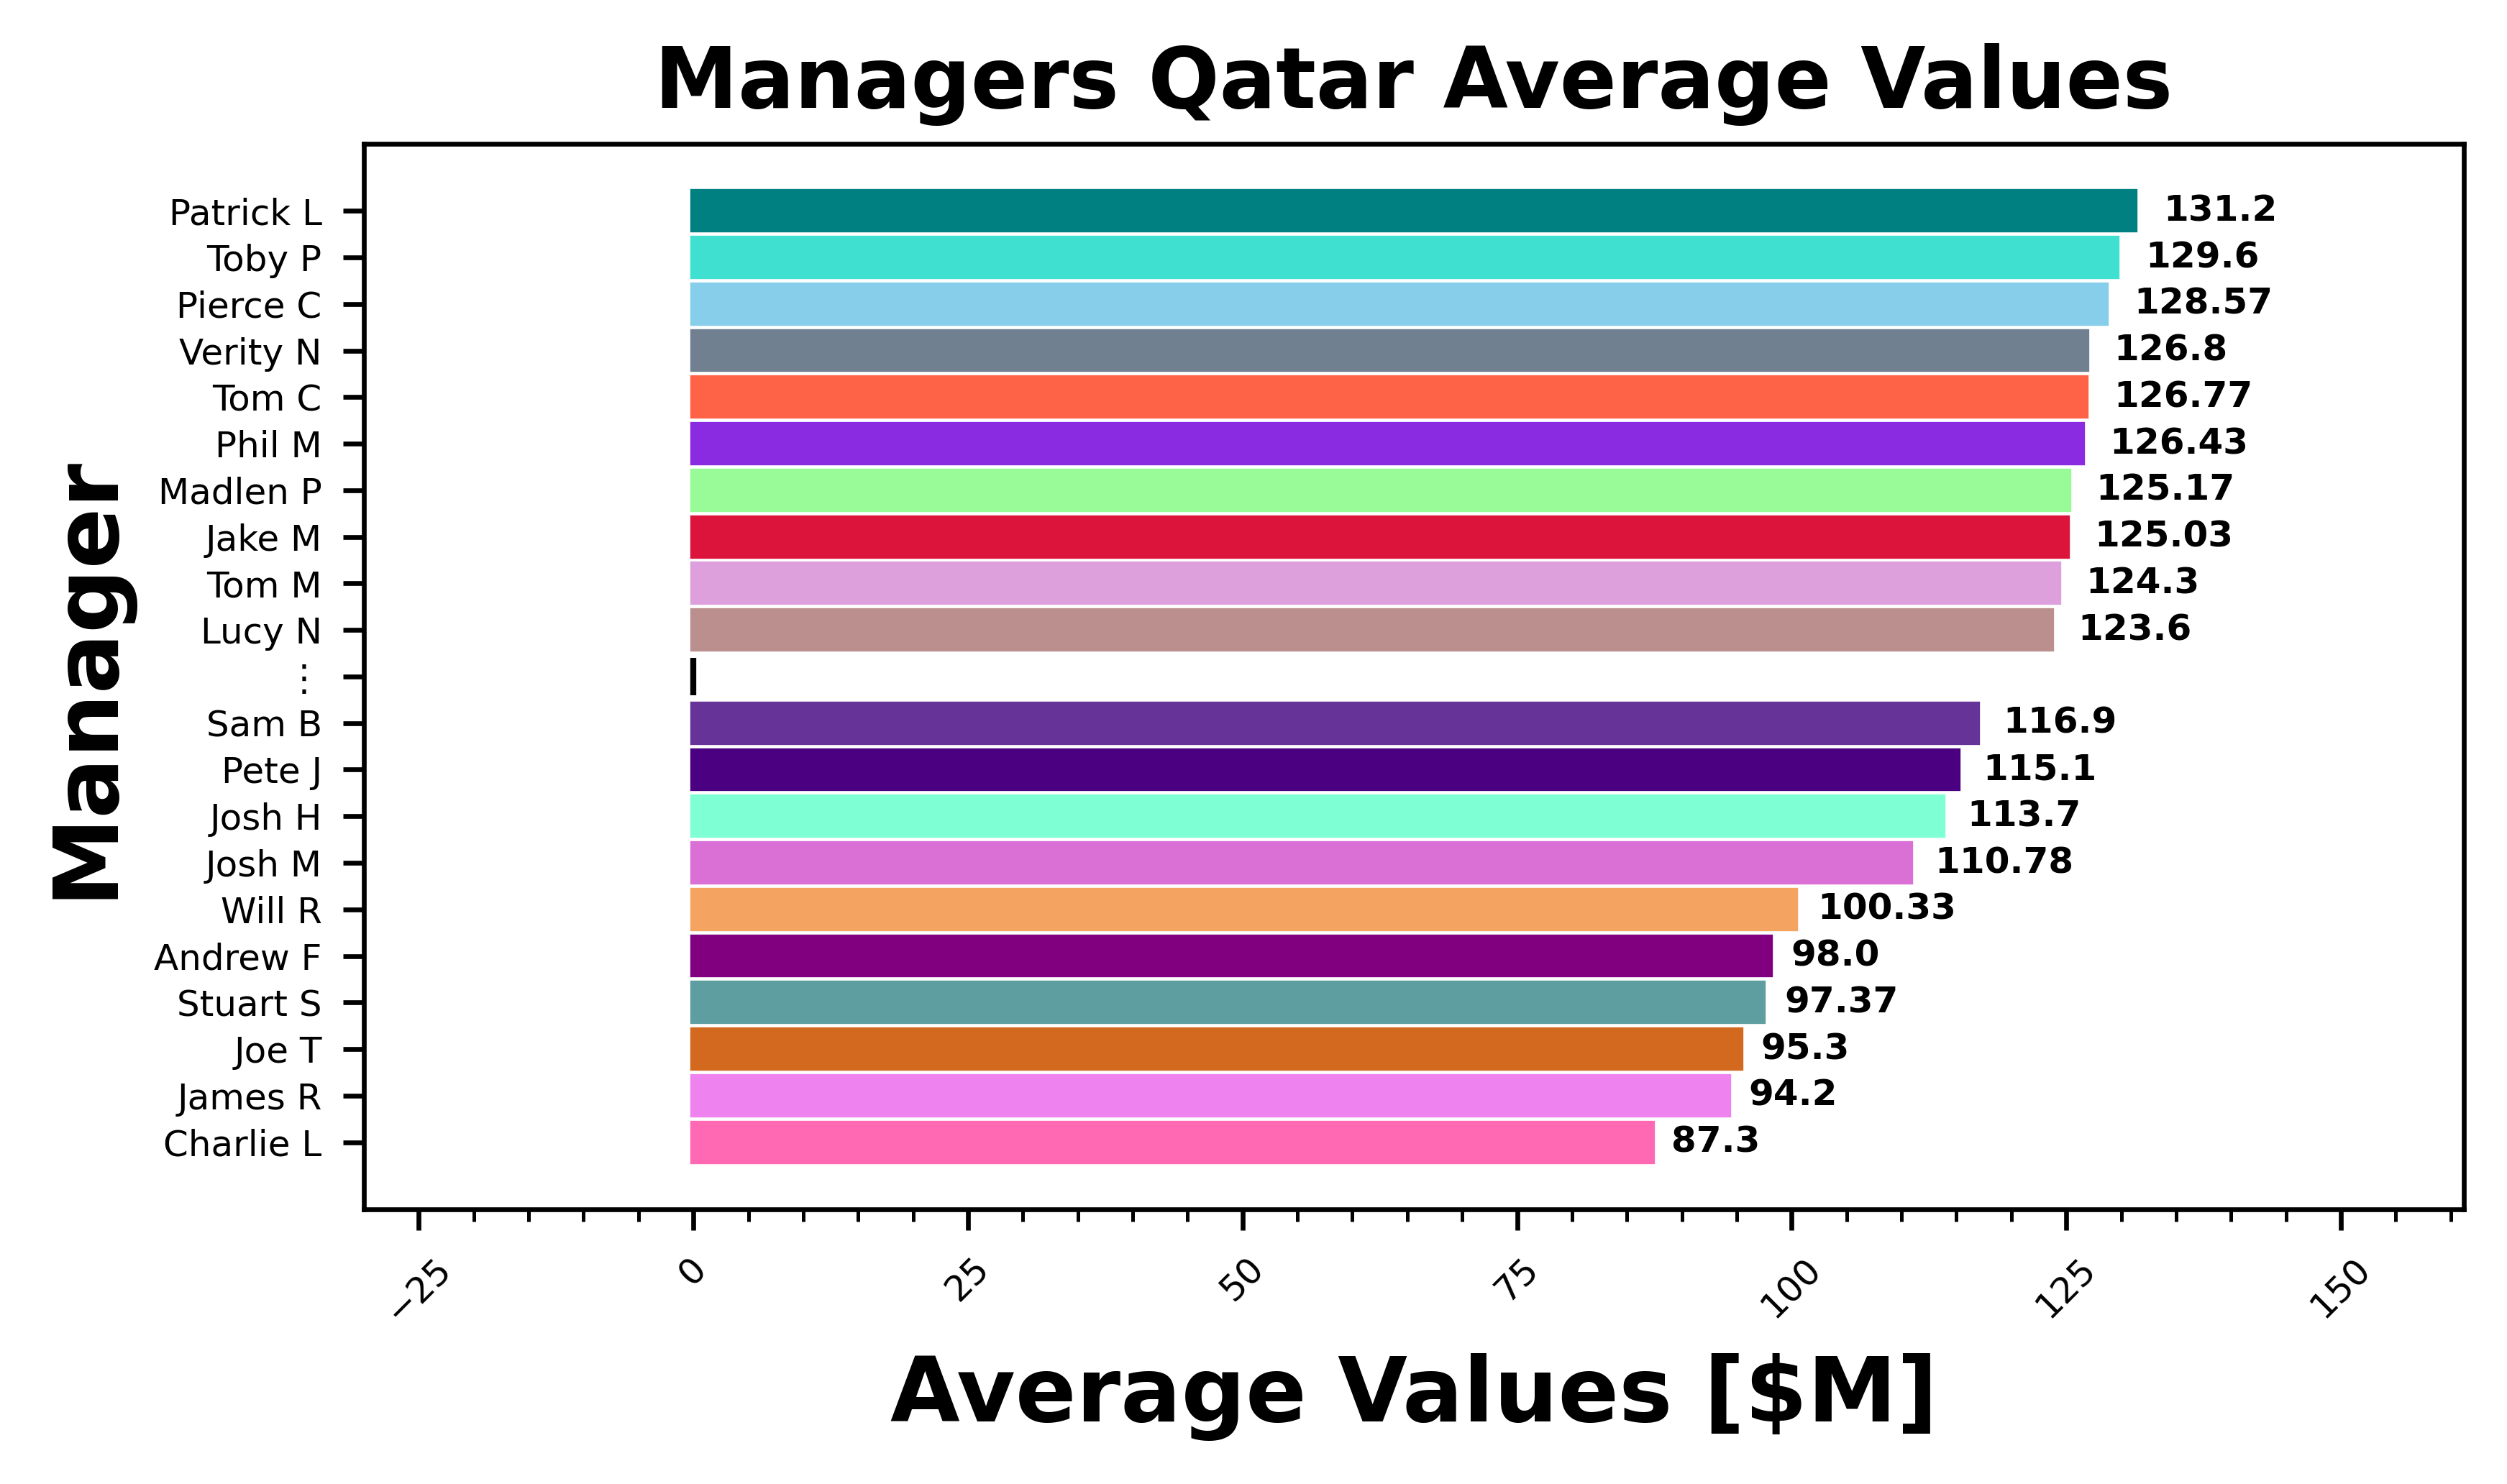 Managers Qatar Average Values
Manager
Patrick L 131.2
Toby P 129.6
Pierce C 128.57
Verity N 126.8
Tom C 126.77
Phil M 126.43
Madlen P 125.17
Jake M 125.03
Tom M 124.3
Lucy N 123.6
⋮
Sam B 116.9
Pete J 115.1
Josh H 113.7
Josh M 110.78
Will R 100.33
Andrew F 98.0
Stuart S 97.37
Joe T 95.3
James R 94.2
Charlie L 87.3
−25 0 25 50 75 100 125 150
Average Values [$M]